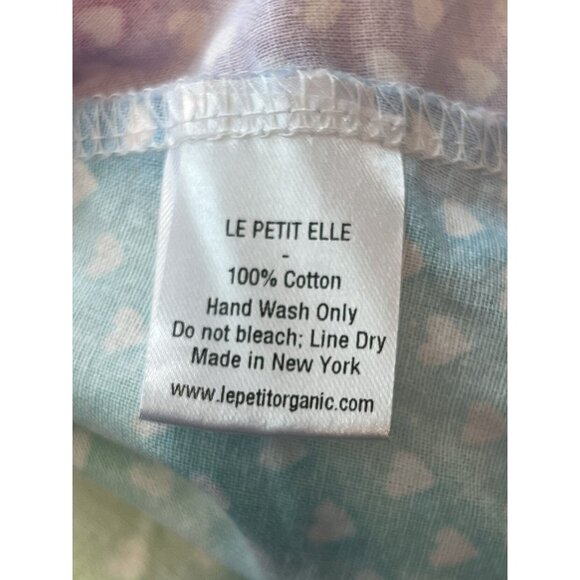 LE PETIT ELLE
-
100% Cotton
Hand Wash Only
Do not bleach; Line Dry
Made in New York
www.lepetitorganic.com